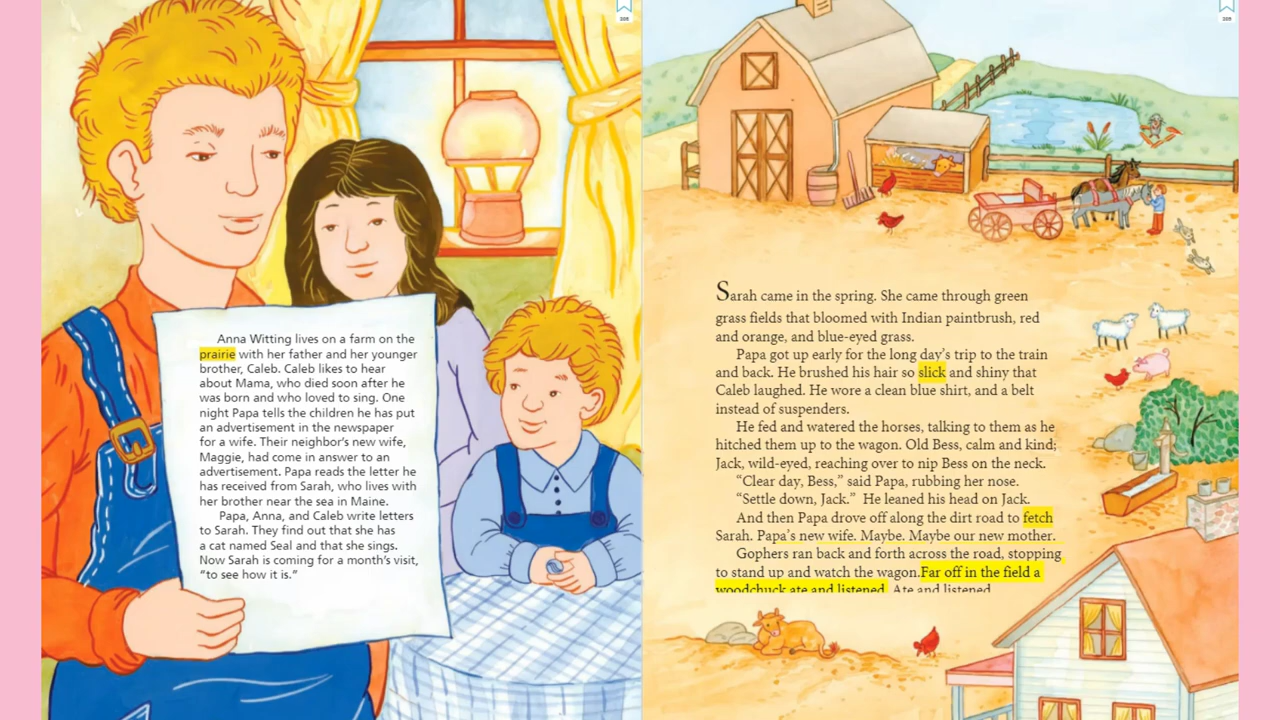 Anna Witting lives on a farm on the
prairie with her father and her younger
brother, Caleb. Caleb likes to hear
about Mama, who died soon after he
was born and who loved to sing. One
night Papa tells the children he has put
an advertisement in the newspaper
for a wife. Their neighbor's new wife,
Maggie, had come in answer to an
advertisement. Papa reads the letter he
has received from Sarah, who lives with
her brother near the sea in Maine.
Papa, Anna, and Caleb write letters
to Sarah. They find out that she has
a cat named Seal and that she sings.
Now Sarah is coming for a month's visit,
“to see how it is.”
Sarah came in the spring. She came through green
grass fields that bloomed with Indian paintbrush, red
and orange, and blue-eyed grass.
Papa got up early for the long day's trip to the train
and back. He brushed his hair so slick and shiny that
Caleb laughed. He wore a clean blue shirt, and a belt
instead of suspenders.
He fed and watered the horses, talking to them as he
hitched them up to the wagon. Old Bess, calm and kind;
Jack, wild-eyed, reaching over to nip Bess on the neck.
“Clear day, Bess,” said Papa, rubbing her nose.
“Settle down, Jack.” He leaned his head on Jack.
And then Papa drove off along the dirt road to fetch
Sarah. Papa's new wife. Maybe. Maybe our new mother.
Gophers ran back and forth across the road, stopping
to stand up and watch the wagon.Far off in the field a
woodchuck ate and listened. Ate and listened.